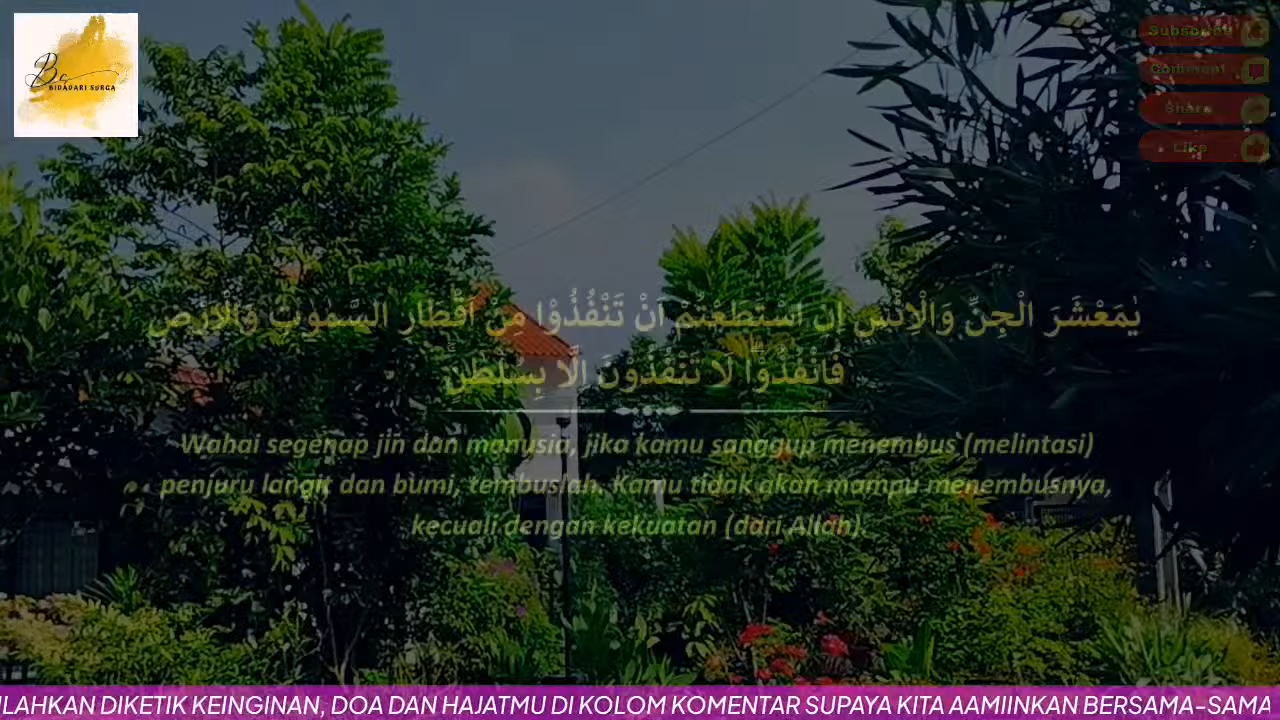 Bs
BIDADARI SURGA
Subscribe
Comment
Share
Like
يٰمَعْشَرَ الْجِنِّ وَالْاِنْسِ اِنِ اسْتَطَعْتُمْ اَنْ تَنْفُذُوْا مِنْ اَقْطَارِ السَّمٰوٰتِ وَالْاَرْضِ
فَانْفُذُوْاۗ لَا تَنْفُذُوْنَ اِلَّا بِسُلْطٰنٍۚ
Wahai segenap jin dan manusia, jika kamu sanggup menembus (melintasi)
penjuru langit dan bumi, tembuslah. Kamu tidak akan mampu menembusnya,
kecuali dengan kekuatan (dari Allah).
ILAHKAN DIKETIK KEINGINAN, DOA DAN HAJATMU DI KOLOM KOMENTAR SUPAYA KITA AAMIINKAN BERSAMA-SAMA